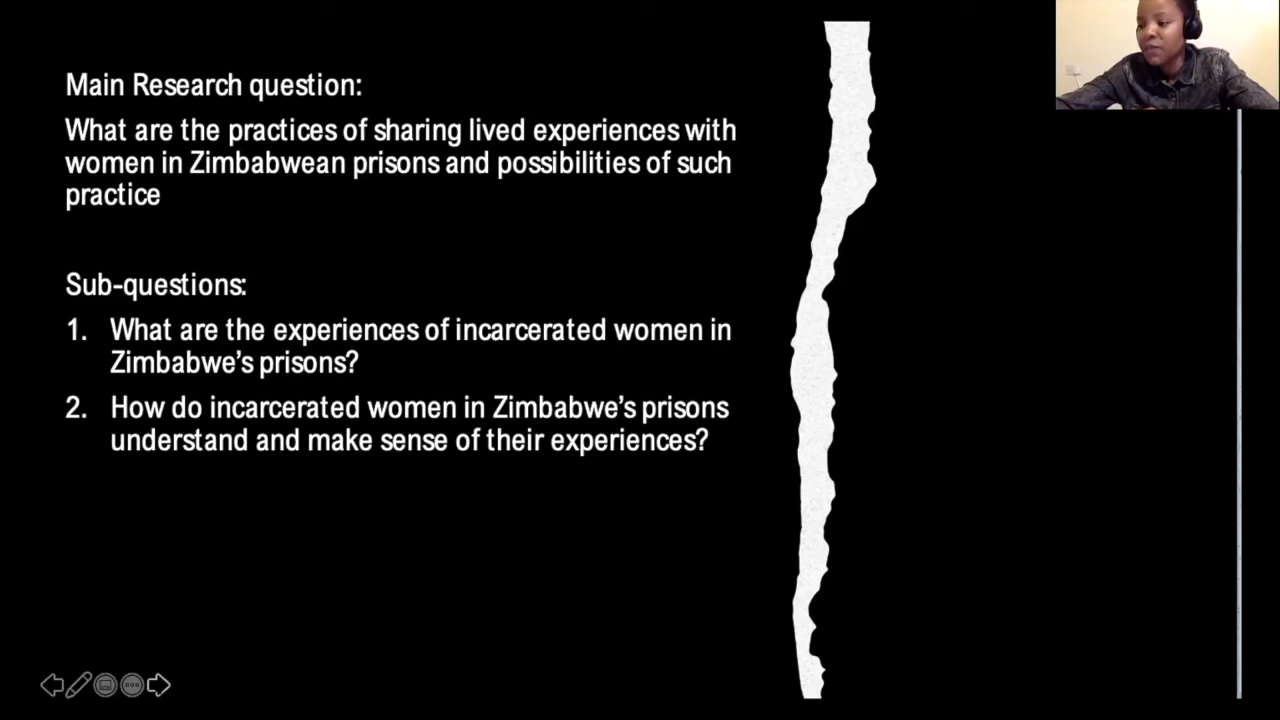 Main Research question:
What are the practices of sharing lived experiences with
women in Zimbabwean prisons and possibilities of such
practice
Sub-questions:
1. What are the experiences of incarcerated women in
Zimbabwe’s prisons?
2. How do incarcerated women in Zimbabwe’s prisons
understand and make sense of their experiences?